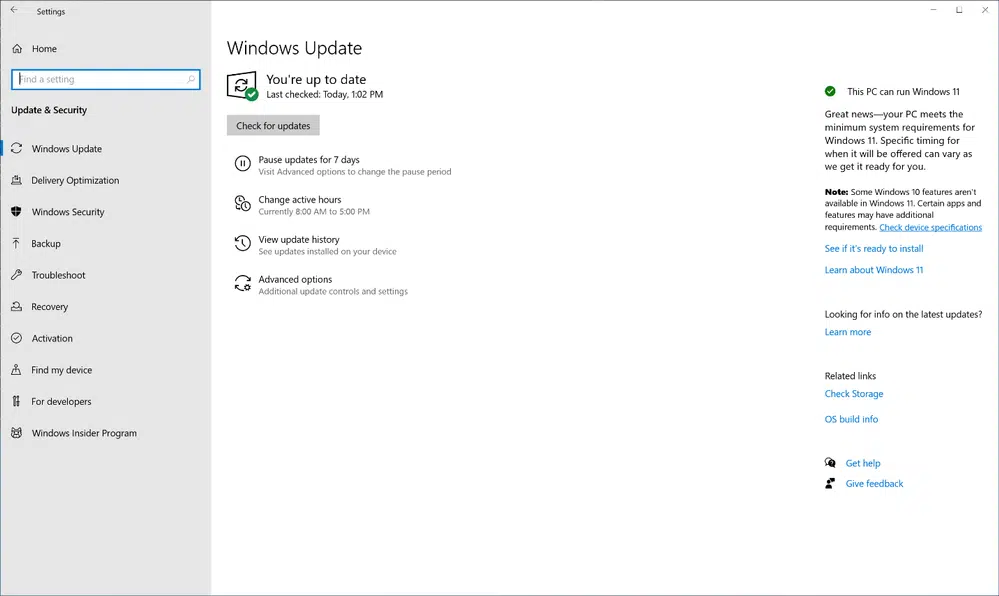 Settings
Home
Find a setting
Update & Security
Windows Update
Delivery Optimization
Windows Security
Backup
Troubleshoot
Recovery
Activation
Find my device
For developers
Windows Insider Program
Windows Update
You're up to date
Last checked: Today, 1:02 PM
Check for updates
Pause updates for 7 days
Visit Advanced options to change the pause period
Change active hours
Currently 8:00 AM to 5:00 PM
View update history
See updates installed on your device
Advanced options
Additional update controls and settings
This PC can run Windows 11
Great news—your PC meets the
minimum system requirements for
Windows 11. Specific timing for
when it will be offered can vary as
we get it ready for you.
Note: Some Windows 10 features aren't
available in Windows 11. Certain apps and
features may have additional
requirements. Check device specifications
See if it's ready to install
Learn about Windows 11
Looking for info on the latest updates?
Learn more
Related links
Check Storage
OS build info
Get help
Give feedback